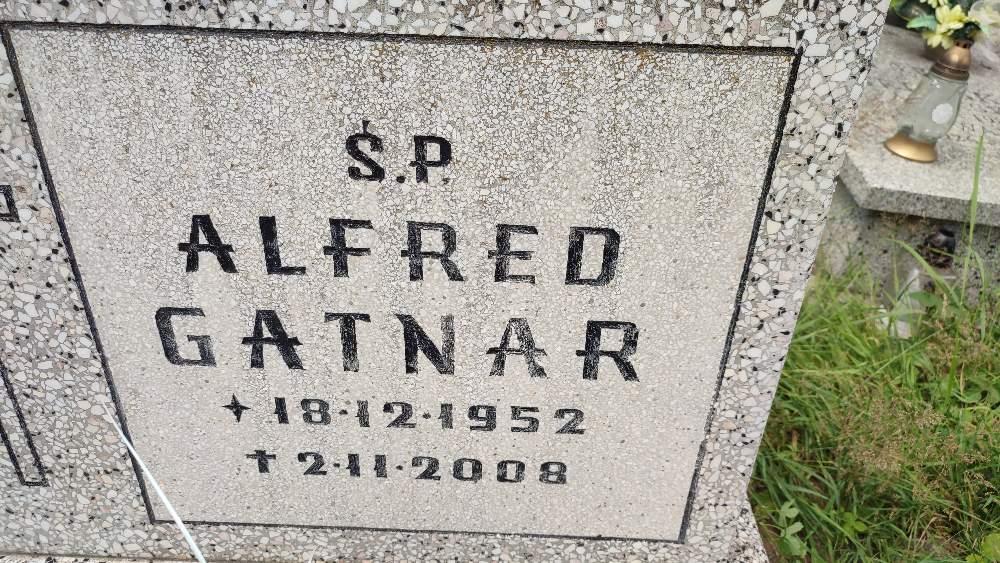 Ś.P.
ALFRED
GATNAR
✦ 18·12·1952
✝ 2·11·2008